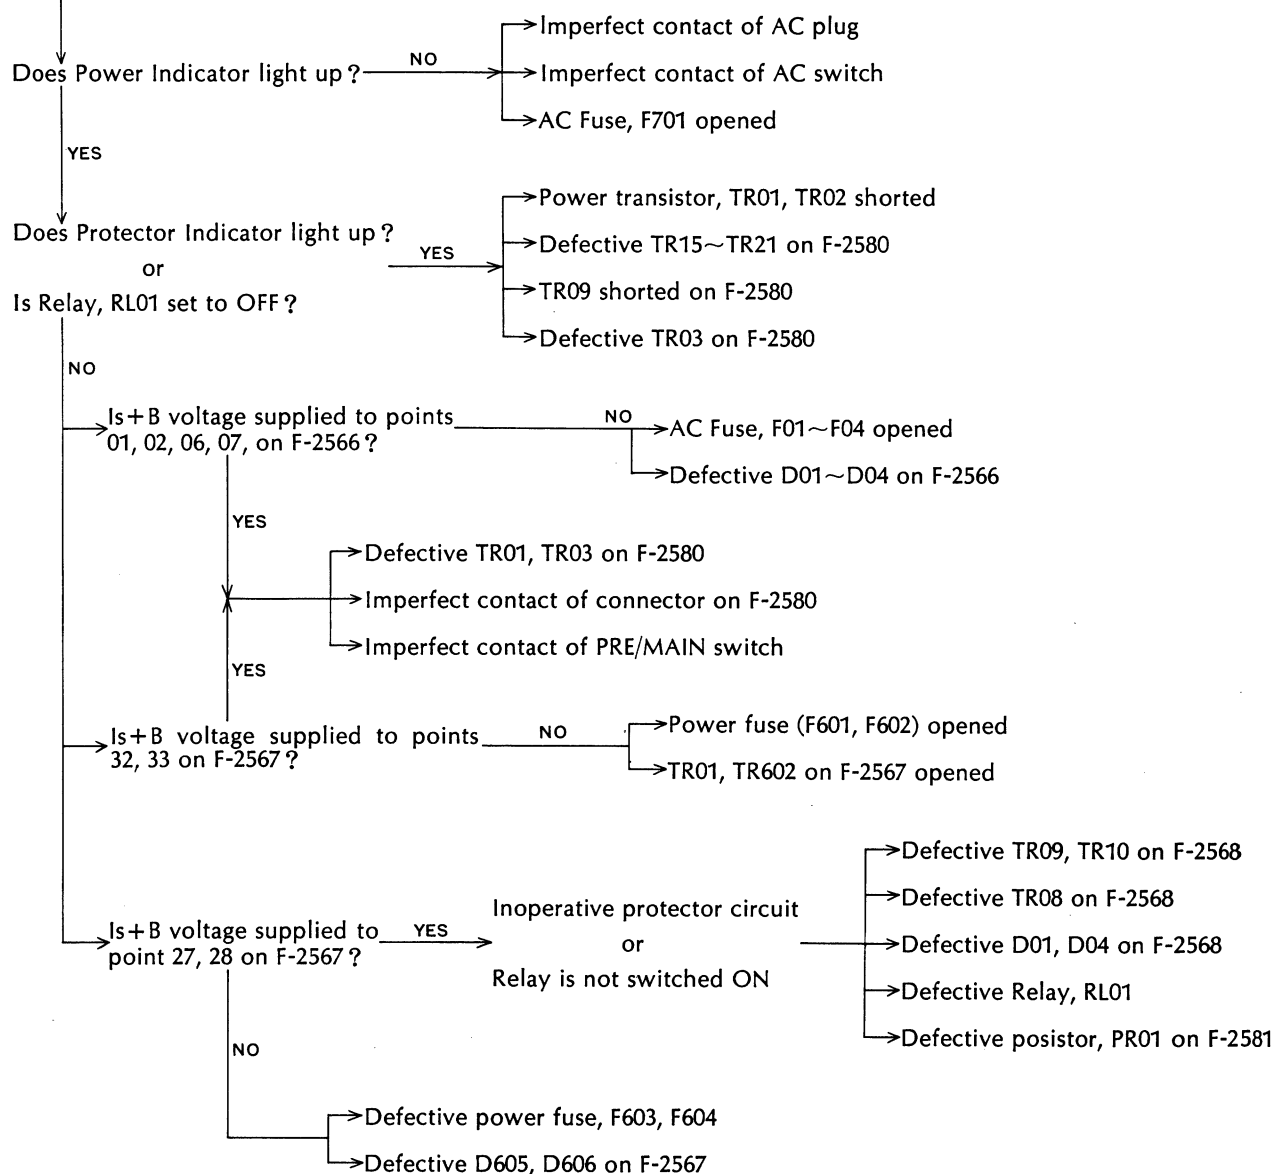 Imperfect contact of AC plug
Does Power Indicator light up?
NO
Imperfect contact of AC switch
AC Fuse, F701 opened
YES
Power transistor, TR01, TR02 shorted
Does Protector Indicator light up?
or
Is Relay, RL01 set to OFF?
YES
Defective TR15~TR21 on F-2580
TR09 shorted on F-2580
Defective TR03 on F-2580
NO
Is+B voltage supplied to points
01, 02, 06, 07, on F-2566?
NO
AC Fuse, F01~F04 opened
Defective D01~D04 on F-2566
YES
Defective TR01, TR03 on F-2580
Imperfect contact of connector on F-2580
Imperfect contact of PRE/MAIN switch
YES
Is+B voltage supplied to points
32, 33 on F-2567?
NO
Power fuse (F601, F602) opened
TR01, TR602 on F-2567 opened
Is+B voltage supplied to
point 27, 28 on F-2567?
YES
Inoperative protector circuit
or
Relay is not switched ON
Defective TR09, TR10 on F-2568
Defective TR08 on F-2568
Defective D01, D04 on F-2568
Defective Relay, RL01
Defective posistor, PR01 on F-2581
NO
Defective power fuse, F603, F604
Defective D605, D606 on F-2567